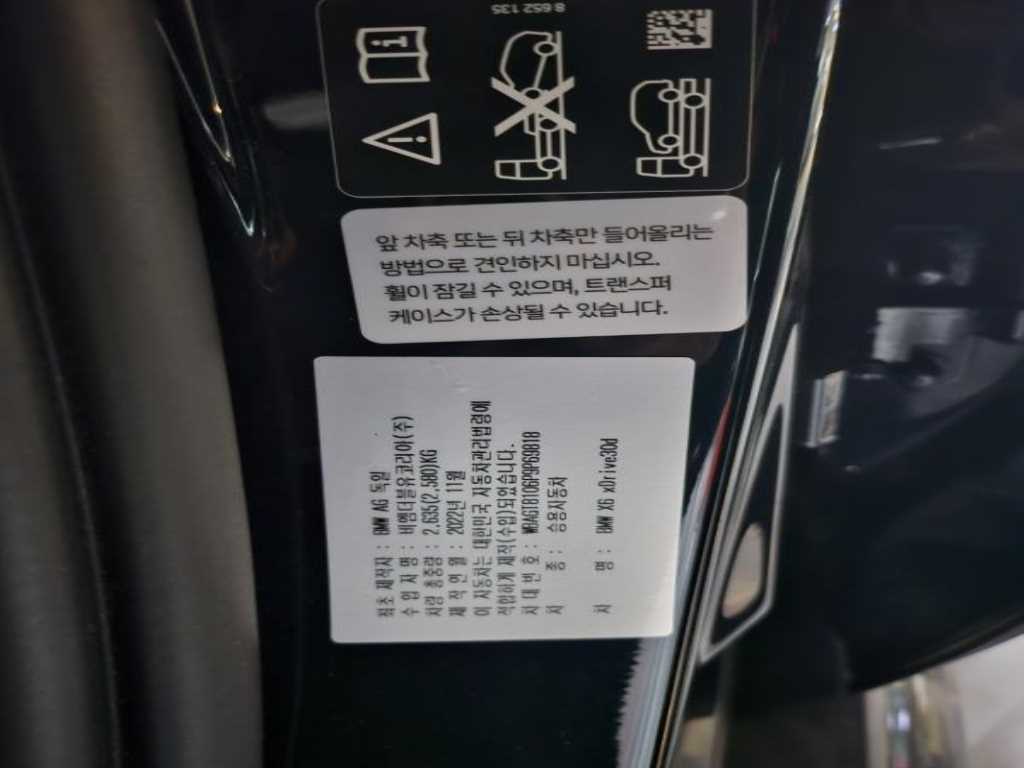 8 652 135
앞 차축 또는 뒤 차축만 들어올리는
방법으로 견인하지 마십시오.
휠이 잠길 수 있으며, 트랜스퍼
케이스가 손상될 수 있습니다.
최초 제작자 : BMW AG 독일
수 입 자 명 : 비엠더블유코리아(주)
차량 총중량 : 2,635(2,580)KG
제 작 연 월 : 2022년 11월
이 자동차는 대한민국 자동차관리법령에
적합하게 제작(수입)되었습니다.
차 대 번 호 : WBAGT8106P9P69818
차 종 : 승용자동차
차 명 : BMW X6 xDrive30d